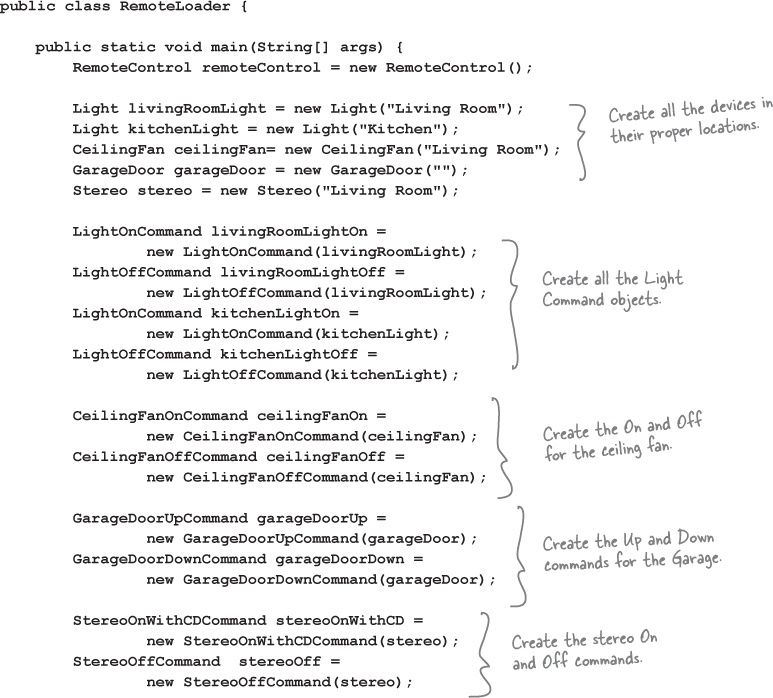 public class RemoteLoader {
public static void main(String[] args) {
RemoteControl remoteControl = new RemoteControl();
Light livingRoomLight = new Light("Living Room");
Light kitchenLight = new Light("Kitchen");
CeilingFan ceilingFan= new CeilingFan("Living Room");
GarageDoor garageDoor = new GarageDoor("");
Stereo stereo = new Stereo("Living Room");
Create all the devices in
their proper locations.
LightOnCommand livingRoomLightOn =
new LightOnCommand(livingRoomLight);
LightOffCommand livingRoomLightOff =
new LightOffCommand(livingRoomLight);
LightOnCommand kitchenLightOn =
new LightOnCommand(kitchenLight);
LightOffCommand kitchenLightOff =
new LightOffCommand(kitchenLight);
Create all the Light
Command objects.
CeilingFanOnCommand ceilingFanOn =
new CeilingFanOnCommand(ceilingFan);
CeilingFanOffCommand ceilingFanOff =
new CeilingFanOffCommand(ceilingFan);
Create the On and Off
for the ceiling fan.
GarageDoorUpCommand garageDoorUp =
new GarageDoorUpCommand(garageDoor);
GarageDoorDownCommand garageDoorDown =
new GarageDoorDownCommand(garageDoor);
Create the Up and Down
commands for the Garage.
StereoOnWithCDCommand stereoOnWithCD =
new StereoOnWithCDCommand(stereo);
StereoOffCommand  stereoOff =
new StereoOffCommand(stereo);
Create the stereo On
and Off commands.